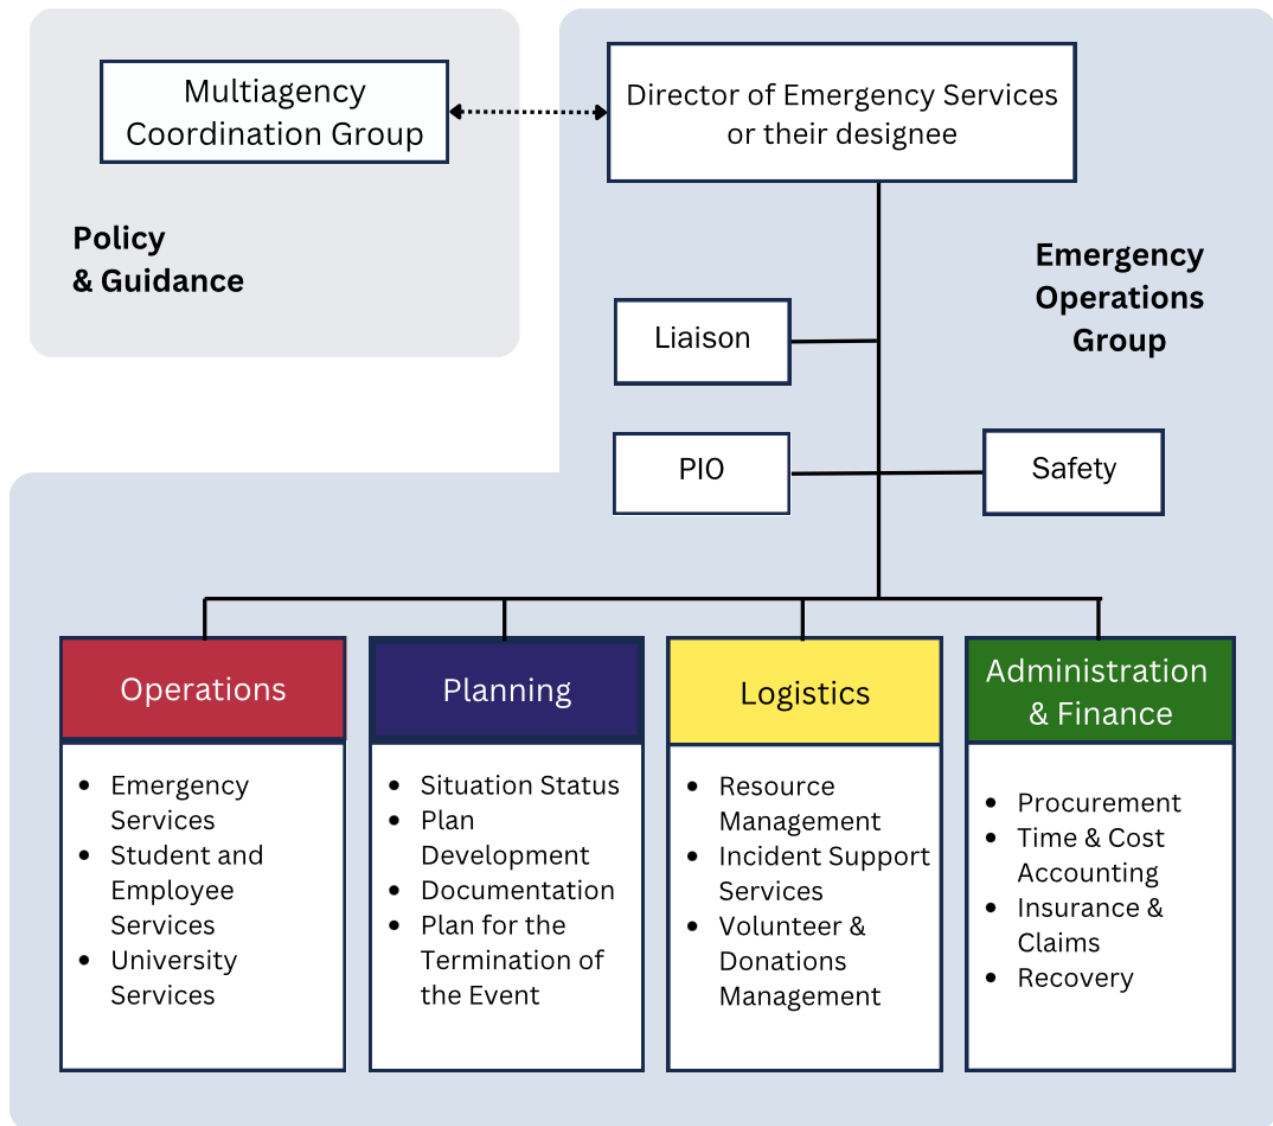 Multiagency
Coordination Group
Policy
& Guidance
Director of Emergency Services
or their designee
Emergency
Operations
Group
Liaison
PIO
Safety
Operations
• Emergency
Services
• Student and
Employee
Services
• University
Services
Planning
• Situation Status
• Plan
Development
• Documentation
• Plan for the
Termination of
the Event
Logistics
• Resource
Management
• Incident Support
Services
• Volunteer &
Donations
Management
Administration
& Finance
• Procurement
• Time & Cost
Accounting
• Insurance &
Claims
• Recovery